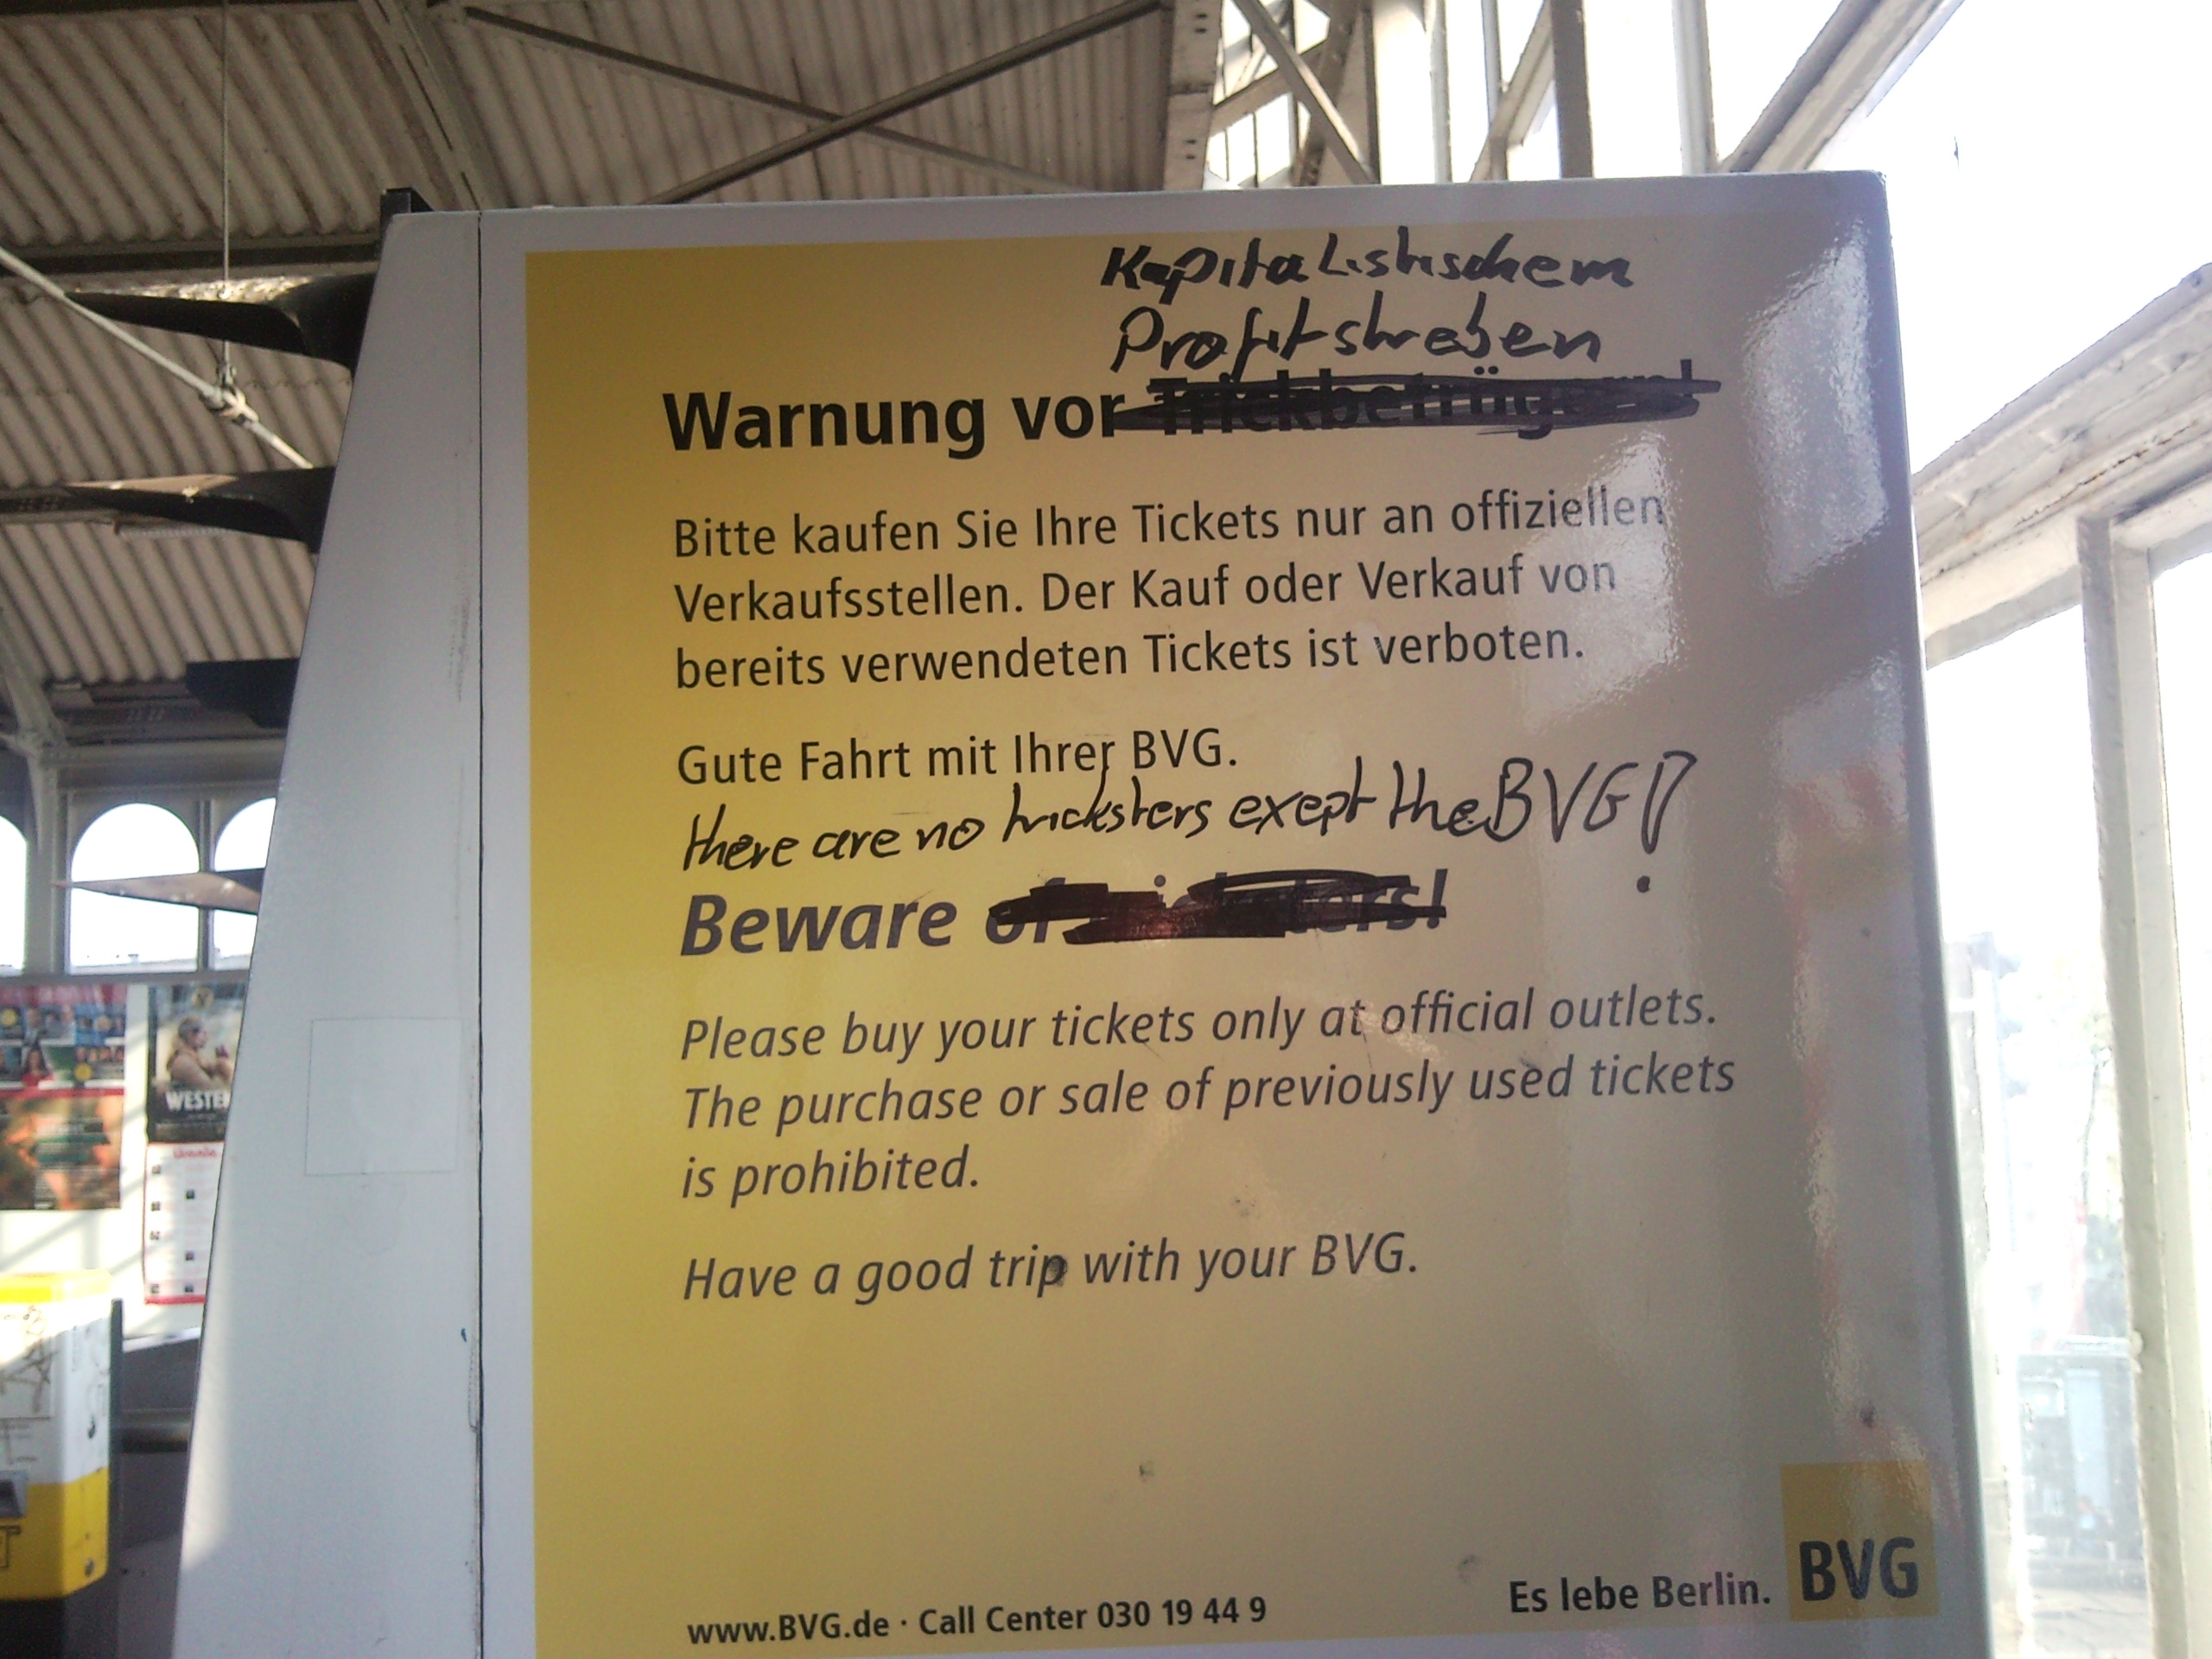 Kapitalistischem
Profitstreben
Warnung vor Trickbetrügern!
Bitte kaufen Sie Ihre Tickets nur an offiziellen
Verkaufsstellen. Der Kauf oder Verkauf von
bereits verwendeten Tickets ist verboten.
Gute Fahrt mit Ihrer BVG.
there are no tricksters exept the BVG!
Beware of tricksters!
Please buy your tickets only at official outlets.
The purchase or sale of previously used tickets
is prohibited.
Have a good trip with your BVG.
www.BVG.de · Call Center 030 19 44 9
Es lebe Berlin.
BVG